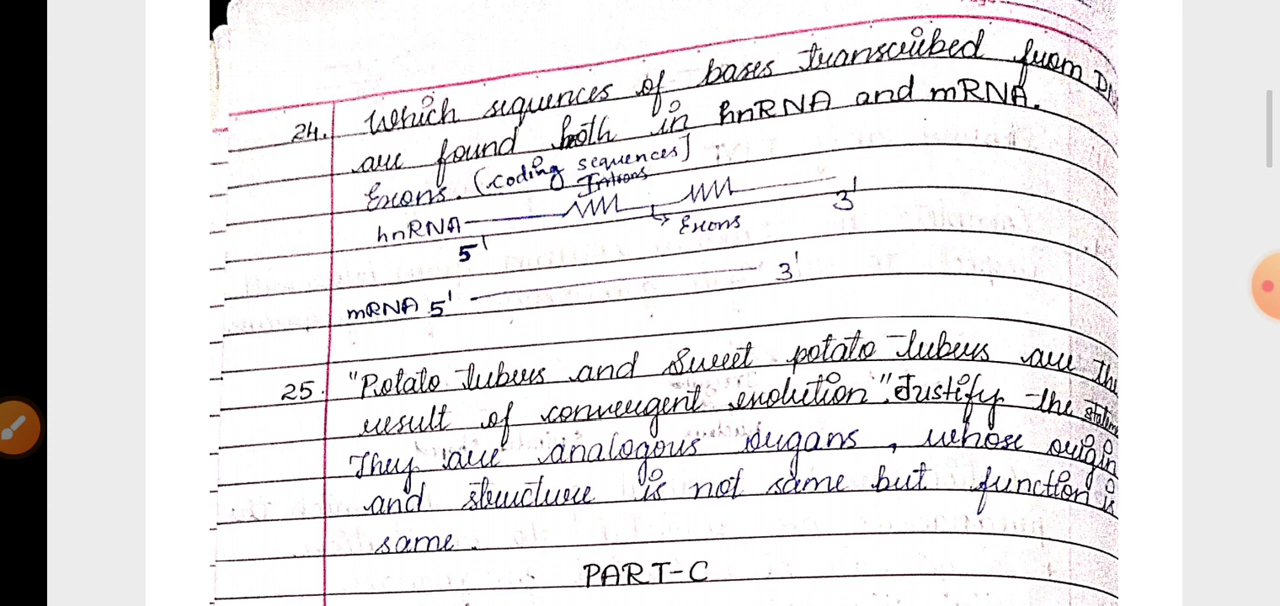 24. Which sequences of bases transcribed from
are found both in hnRNA and mRNA.
Exons. (coding sequences]
Introns
hnRNA 3'
Exons
5'
mRNA 5' 3'
25. "Potato tubers and Sweet potato tubers are the
result of convergent evolution". Justify the
They are analogous organs, whose origin
and structure is not same but function is
same.
PART-C